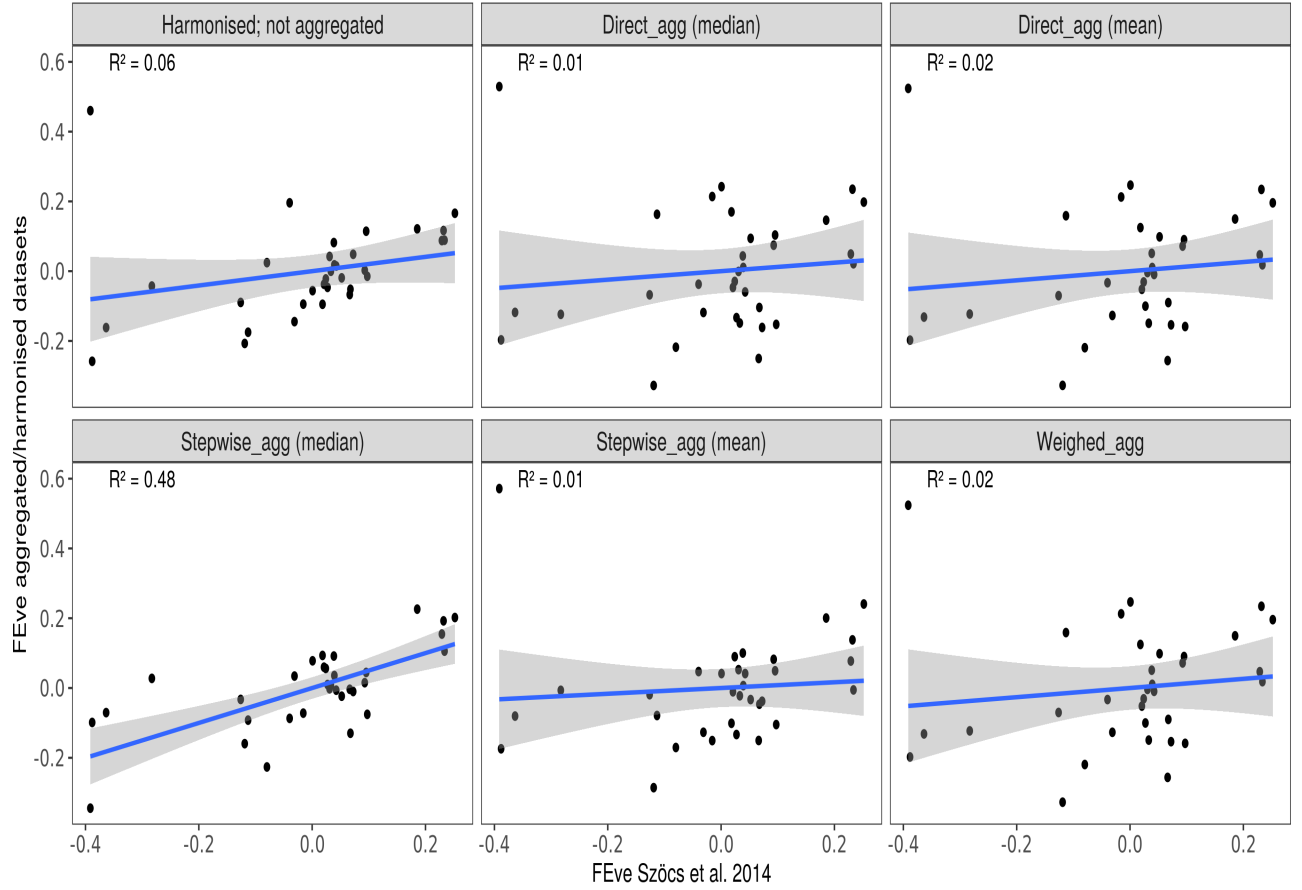 Harmonised; not aggregated
Direct_agg (median)
Direct_agg (mean)
R² = 0.06
R² = 0.01
R² = 0.02
0.6
0.4
0.2
0.0
-0.2
Stepwise_agg (median)
Stepwise_agg (mean)
Weighed_agg
R² = 0.48
R² = 0.01
R² = 0.02
0.6
0.4
0.2
0.0
-0.2
-0.4 -0.2 0.0 0.2
-0.4 -0.2 0.0 0.2
-0.4 -0.2 0.0 0.2
FEve Szöcs et al. 2014
FEve aggregated/harmonised datasets